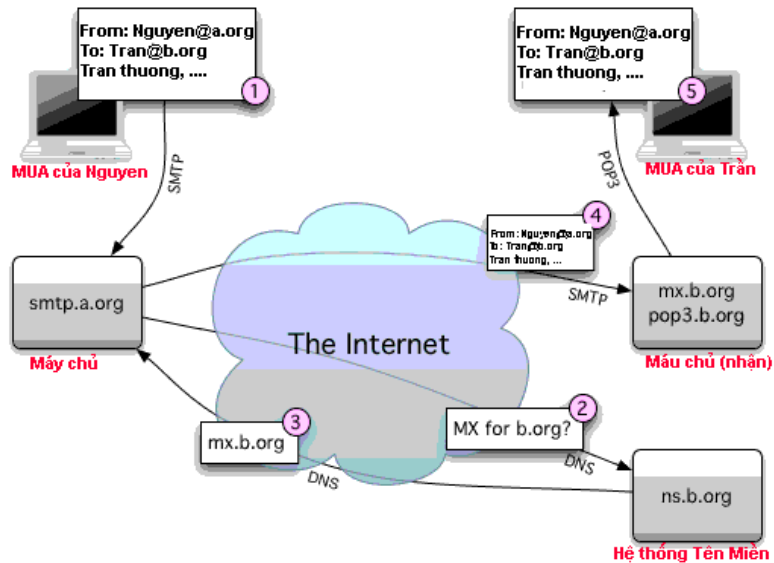 From: Nguyen@a.org
To: Tran@b.org
Tran thuong, ....
1
MUA của Nguyen
SMTP
From: Nguyen@a.org
To: Tran@b.org
Tran thuong, ....
5
MUA của Trần
POP3
From: Nguyen@a.org
To: Tran@b.org
Tran thuong, ...
4
SMTP
smtp.a.org
Máy chủ
The Internet
mx.b.org
pop3.b.org
Máu chủ (nhận)
mx.b.org
3
DNS
MX for b.org?
2
DNS
ns.b.org
Hệ thống Tên Miền